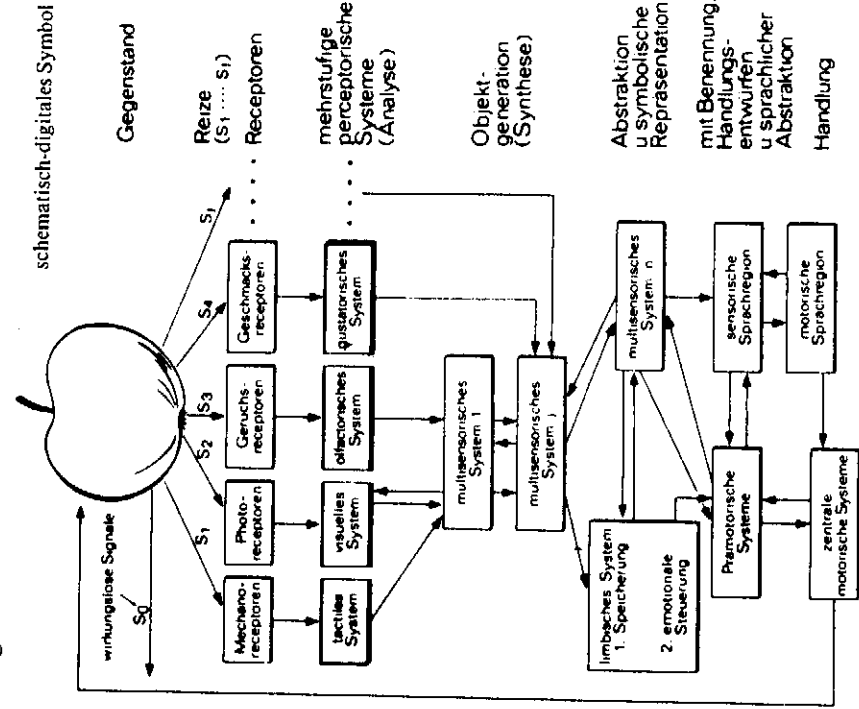 schematisch-digitales Symbol
Gegenstand
wirkungslose Signale
S0
S1
S2
S3
S4
Si
Reize
(S1 ···· Si)
Mechano-
receptoren
Photo-
receptoren
Geruchs-
receptoren
Geschmacks-
receptoren
· · · ·
Receptoren
tactiles
System
visuelles
System
olfactorisches
System
gustatorisches
System
· · · ·
mehrstufige
perceptorische
Systeme
(Analyse)
multisensorisches
System 1
multisensorisches
System j
Objekt-
generation
(Synthese)
limbisches System
1. Speicherung
2. emotionale
Steuerung
multisensorisches
System n
Abstraktion
u symbolische
Repräsentation
Prämotorische
Systeme
sensorische
Sprachregion
mit Benennung,
Handlungs-
entwürfen
u sprachlicher
Abstraktion
zentrale
motorische Systeme
motorische
Sprachregion
Handlung